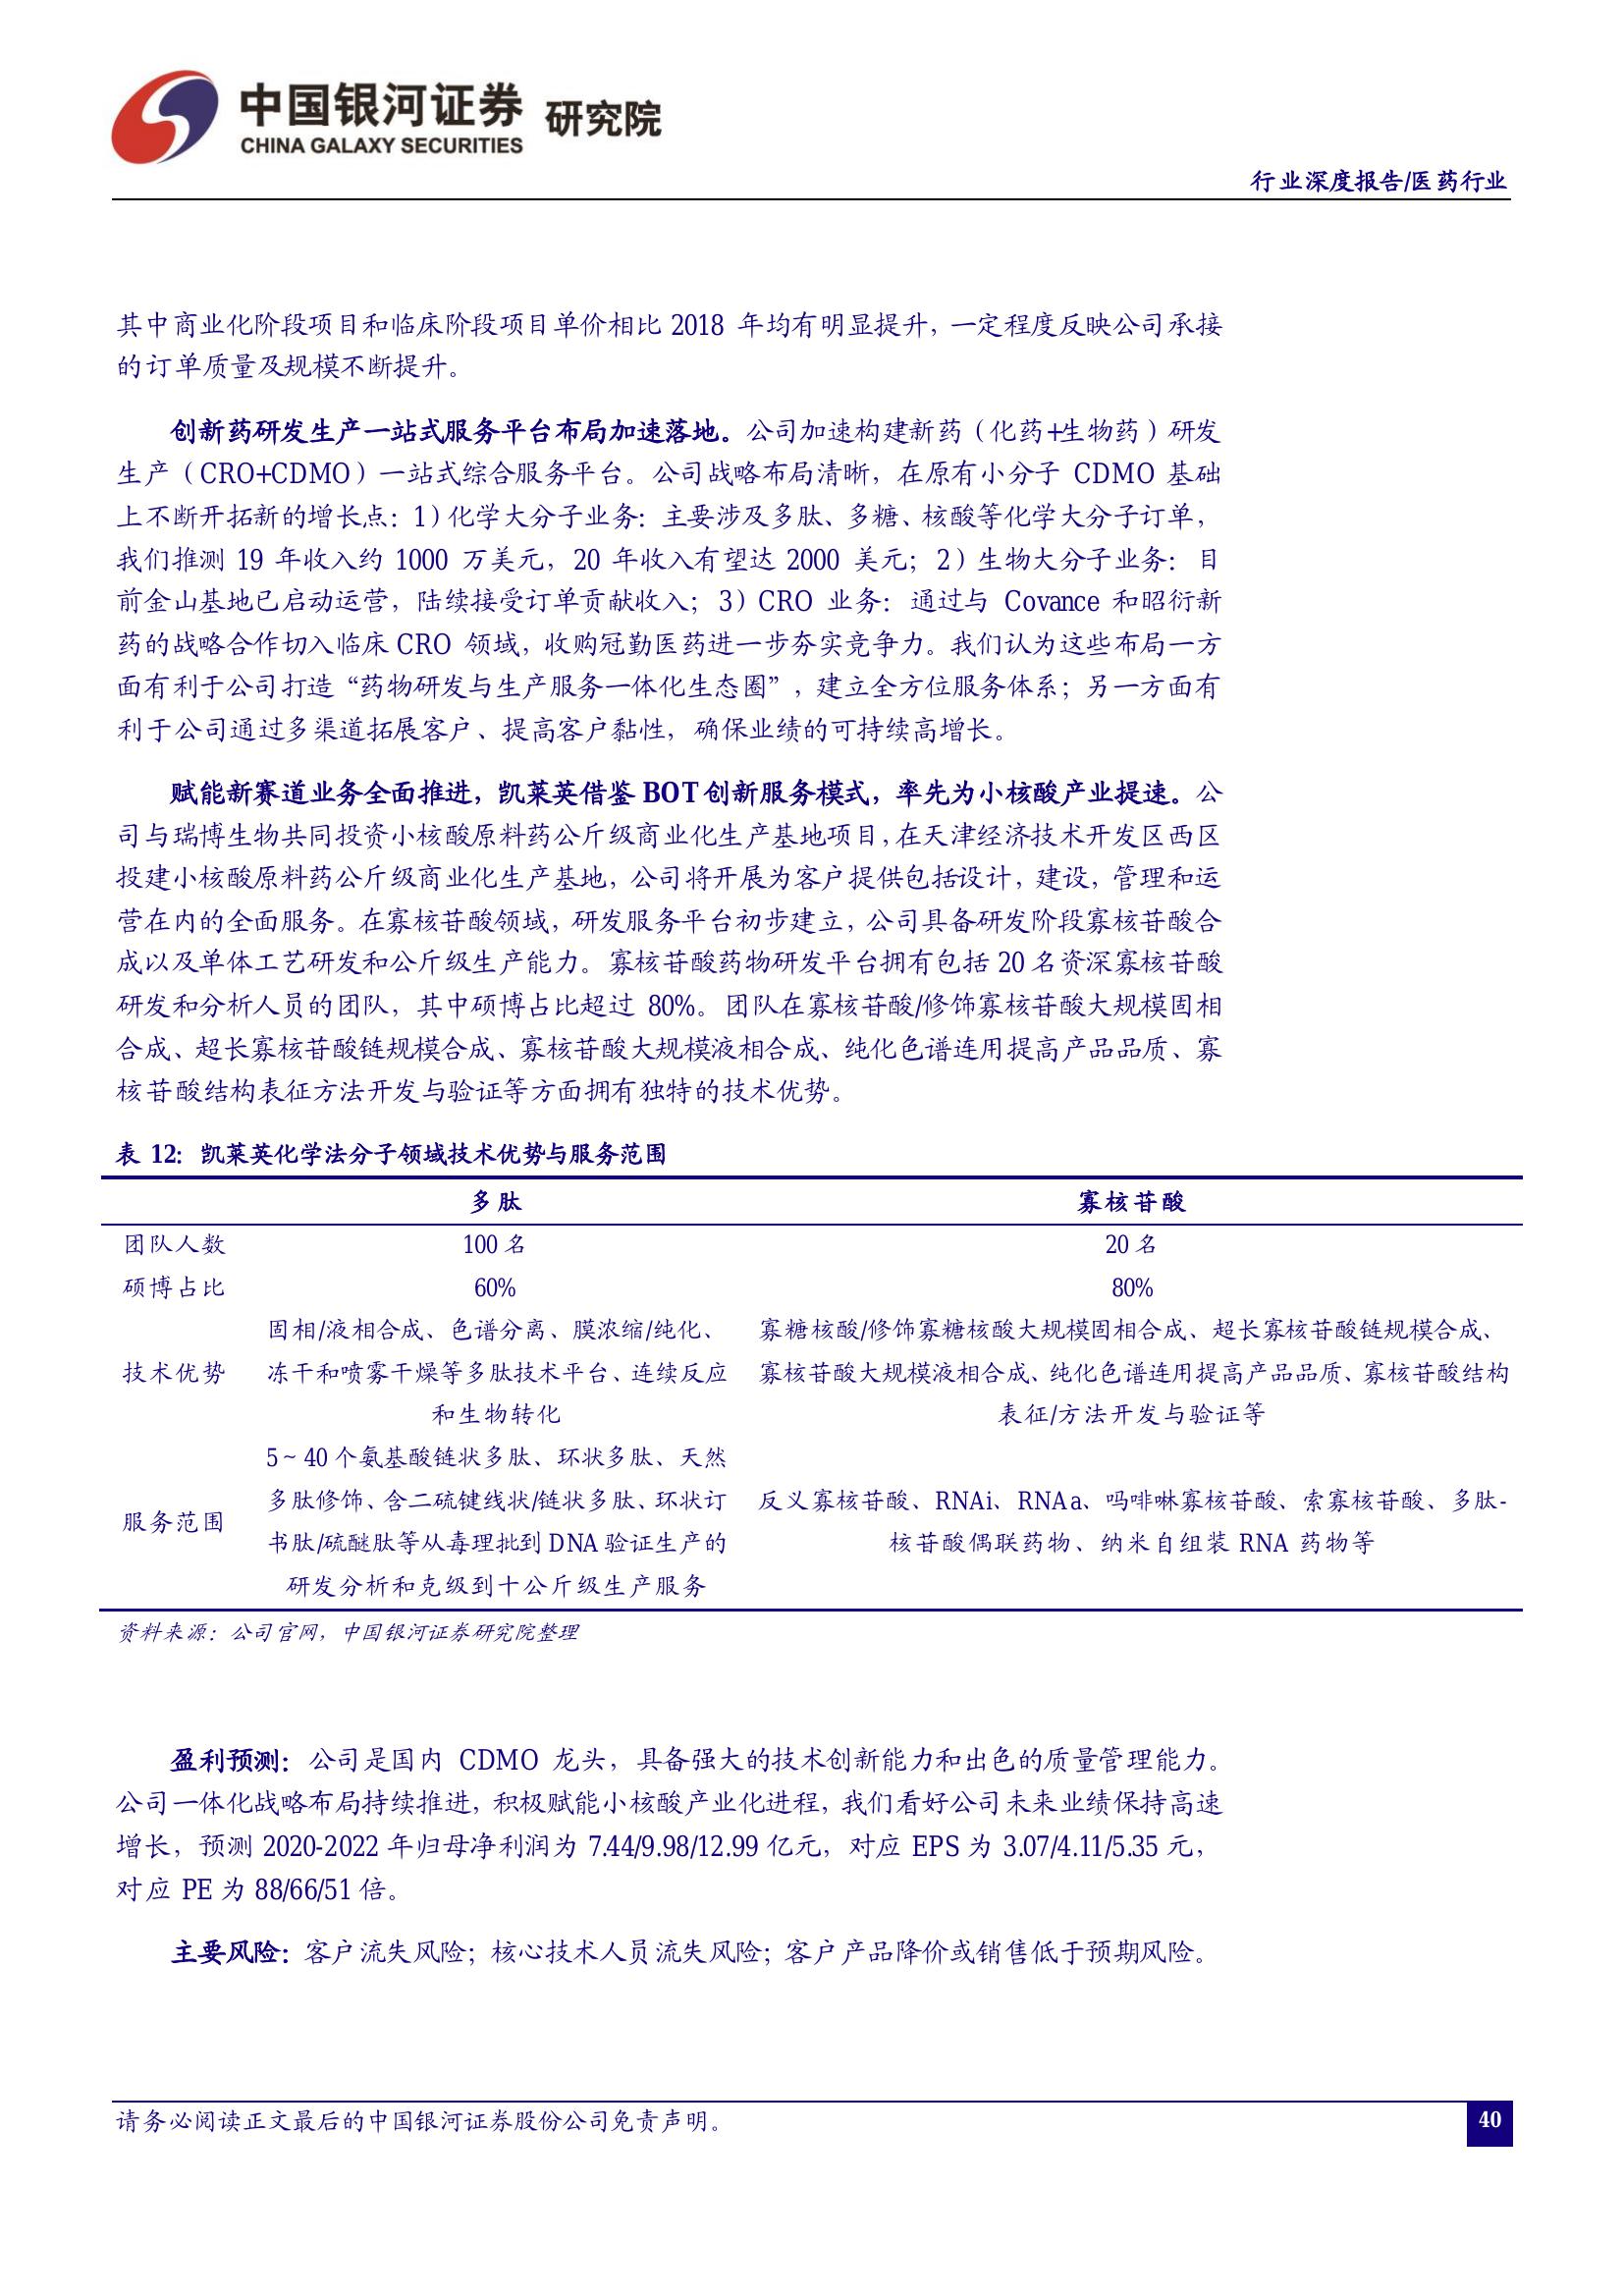 中国银河证券 研究院
CHINA GALAXY SECURITIES
行业深度报告/医药行业
其中商业化阶段项目和临床阶段项目单价相比 2018 年均有明显提升，一定程度反映公司承接
的订单质量及规模不断提升。
创新药研发生产一站式服务平台布局加速落地。公司加速构建新药（化药+生物药）研发
生产（CRO+CDMO）一站式综合服务平台。公司战略布局清晰，在原有小分子 CDMO 基础
上不断开拓新的增长点：1）化学大分子业务：主要涉及多肽、多糖、核酸等化学大分子订单，
我们推测 19 年收入约 1000 万美元，20 年收入有望达 2000 美元；2）生物大分子业务：目
前金山基地已启动运营，陆续接受订单贡献收入；3）CRO 业务：通过与 Covance 和昭衍新
药的战略合作切入临床 CRO 领域，收购冠勤医药进一步夯实竞争力。我们认为这些布局一方
面有利于公司打造“药物研发与生产服务一体化生态圈”，建立全方位服务体系；另一方面有
利于公司通过多渠道拓展客户、提高客户黏性，确保业绩的可持续高增长。
赋能新赛道业务全面推进，凯莱英借鉴 BOT 创新服务模式，率先为小核酸产业提速。公
司与瑞博生物共同投资小核酸原料药公斤级商业化生产基地项目，在天津经济技术开发区西区
投建小核酸原料药公斤级商业化生产基地，公司将开展为客户提供包括设计，建设，管理和运
营在内的全面服务。在寡核苷酸领域，研发服务平台初步建立，公司具备研发阶段寡核苷酸合
成以及单体工艺研发和公斤级生产能力。寡核苷酸药物研发平台拥有包括 20 名资深寡核苷酸
研发和分析人员的团队，其中硕博占比超过 80%。团队在寡核苷酸/修饰寡核苷酸大规模固相
合成、超长寡核苷酸链规模合成、寡核苷酸大规模液相合成、纯化色谱连用提高产品品质、寡
核苷酸结构表征方法开发与验证等方面拥有独特的技术优势。
表 12：凯莱英化学法分子领域技术优势与服务范围
多肽 寡核苷酸
团队人数 100 名 20 名
硕博占比 60% 80%
固相/液相合成、色谱分离、膜浓缩/纯化、 寡糖核酸/修饰寡糖核酸大规模固相合成、超长寡核苷酸链规模合成、
技术优势 冻干和喷雾干燥等多肽技术平台、连续反应 寡核苷酸大规模液相合成、纯化色谱连用提高产品品质、寡核苷酸结构
和生物转化 表征/方法开发与验证等
5～40 个氨基酸链状多肽、环状多肽、天然
多肽修饰、含二硫键线状/链状多肽、环状订 反义寡核苷酸、RNAi、RNAa、吗啡啉寡核苷酸、索寡核苷酸、多肽-
服务范围
书肽/硫醚肽等从毒理批到 DNA 验证生产的 核苷酸偶联药物、纳米自组装 RNA 药物等
研发分析和克级到十公斤级生产服务
资料来源：公司官网，中国银河证券研究院整理
盈利预测：公司是国内 CDMO 龙头，具备强大的技术创新能力和出色的质量管理能力。
公司一体化战略布局持续推进，积极赋能小核酸产业化进程，我们看好公司未来业绩保持高速
增长，预测 2020-2022 年归母净利润为 7.44/9.98/12.99 亿元，对应 EPS 为 3.07/4.11/5.35 元，
对应 PE 为 88/66/51 倍。
主要风险：客户流失风险；核心技术人员流失风险；客户产品降价或销售低于预期风险。
请务必阅读正文最后的中国银河证券股份公司免责声明。
40